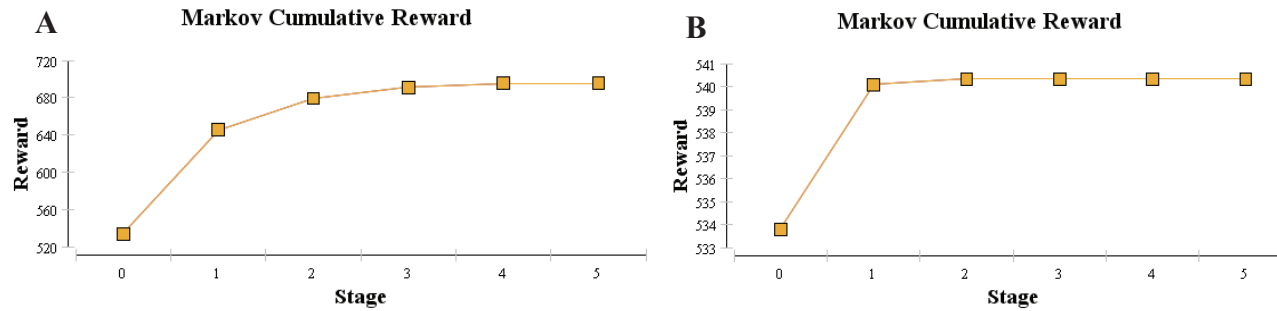 A
Markov Cumulative Reward
720
680
640
600
560
520
Reward
0 1 2 3 4 5
Stage
B
Markov Cumulative Reward
541
540
539
538
537
536
535
534
533
Reward
0 1 2 3 4 5
Stage